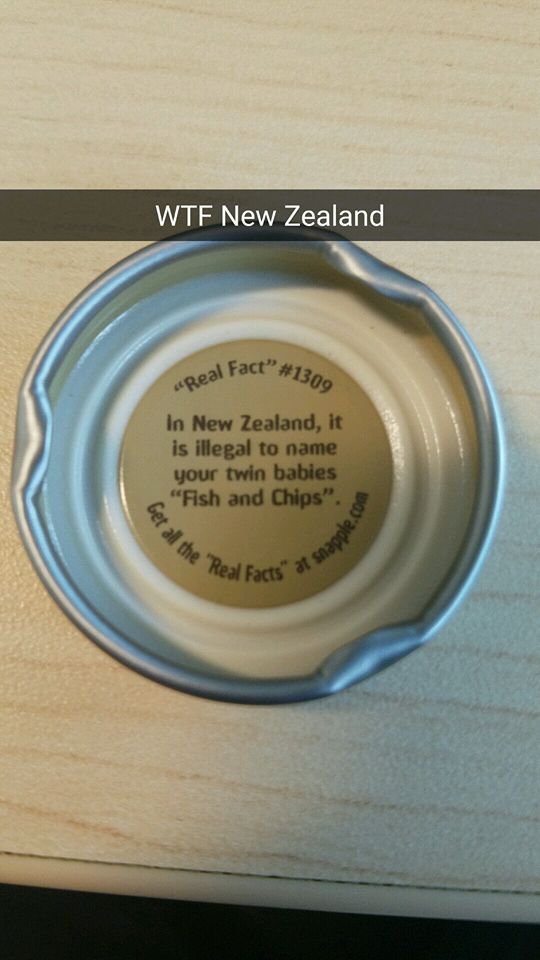 WTF New Zealand
"Real Fact" #1309
In New Zealand, it
is illegal to name
your twin babies
"Fish and Chips".
Get all the "Real Facts" at snapple.com